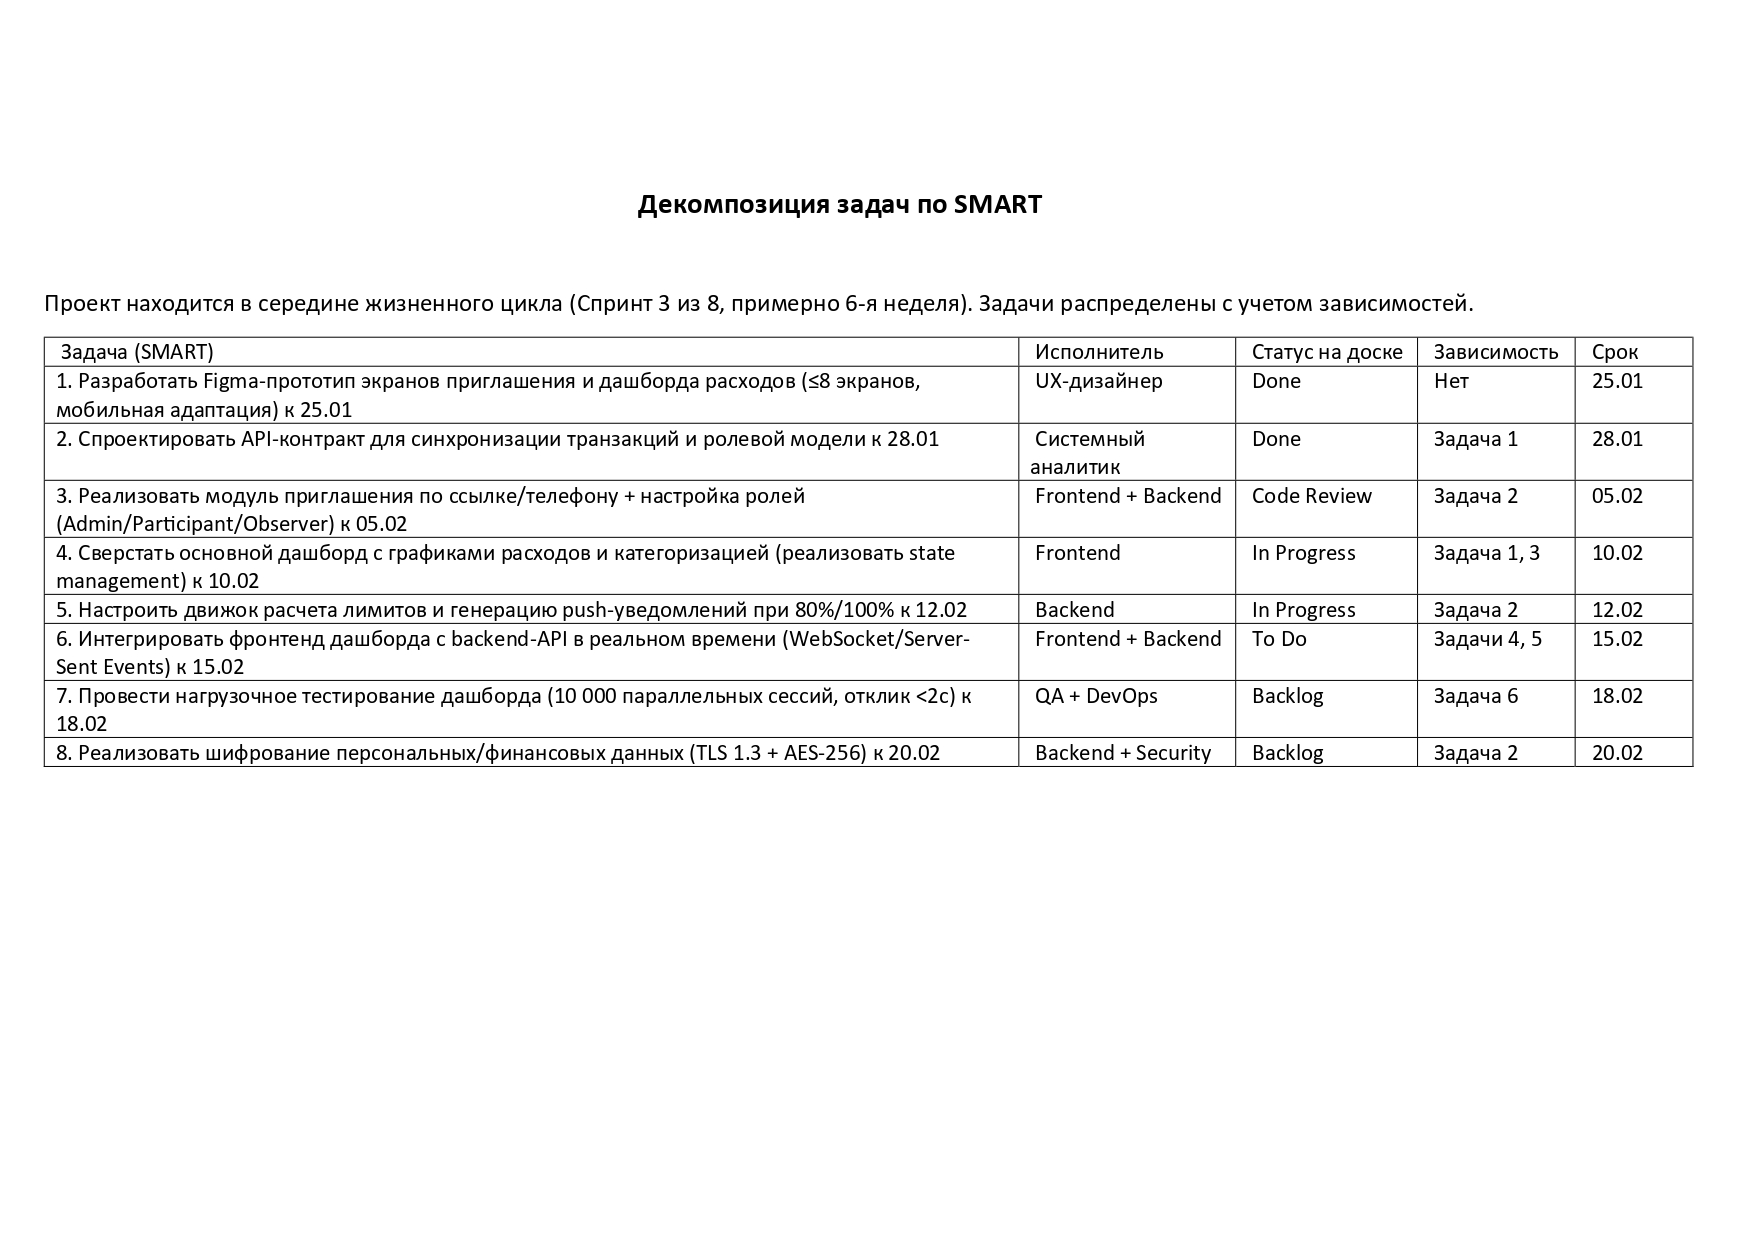 Декомпозиция задач по SMART
Проект находится в середине жизненного цикла (Спринт 3 из 8, примерно 6-я неделя). Задачи распределены с учетом зависимостей.
Задача (SMART) Исполнитель Статус на доске Зависимость Срок
1. Разработать Figma-прототип экранов приглашения и дашборда расходов (≤8 экранов, UX-дизайнер Done Нет 25.01
мобильная адаптация) к 25.01
2. Спроектировать API-контракт для синхронизации транзакций и ролевой модели к 28.01 Системный Done Задача 1 28.01
аналитик
3. Реализовать модуль приглашения по ссылке/телефону + настройка ролей Frontend + Backend Code Review Задача 2 05.02
(Admin/Participant/Observer) к 05.02
4. Сверстать основной дашборд с графиками расходов и категоризацией (реализовать state Frontend In Progress Задача 1, 3 10.02
management) к 10.02
5. Настроить движок расчета лимитов и генерацию push-уведомлений при 80%/100% к 12.02 Backend In Progress Задача 2 12.02
6. Интегрировать фронтенд дашборда с backend-API в реальном времени (WebSocket/Server- Frontend + Backend To Do Задачи 4, 5 15.02
Sent Events) к 15.02
7. Провести нагрузочное тестирование дашборда (10 000 параллельных сессий, отклик <2с) к QA + DevOps Backlog Задача 6 18.02
18.02
8. Реализовать шифрование персональных/финансовых данных (TLS 1.3 + AES-256) к 20.02 Backend + Security Backlog Задача 2 20.02